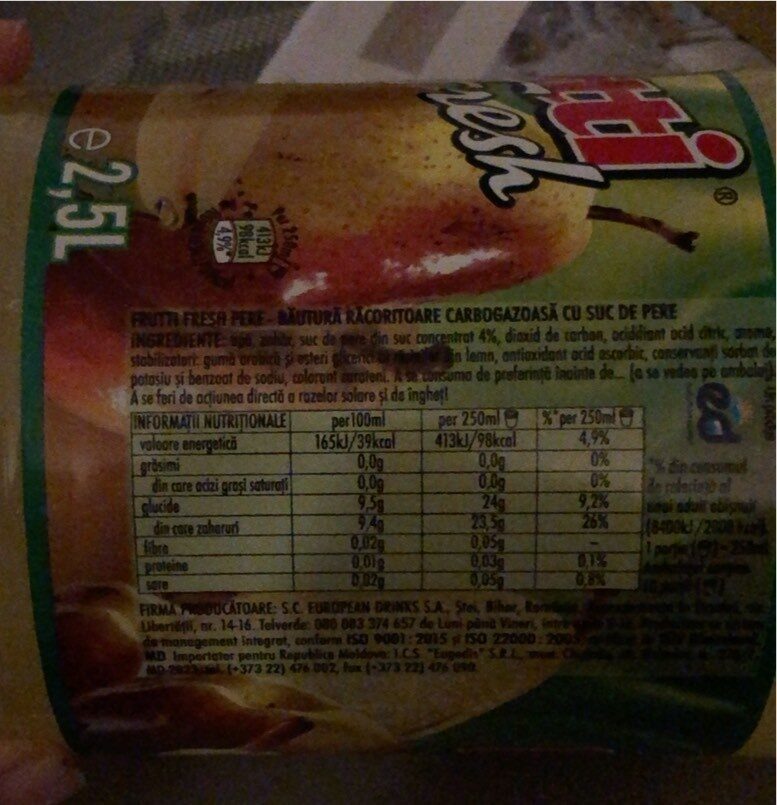 tti
fresh
®
e 2,5L
Per 250ml
413kJ
98kcal
4,9%*
FRUTTI FRESH PERE - BĂUTURĂ RĂCORITOARE CARBOGAZOASĂ CU SUC DE PERE
INGREDIENTE: apă, zahăr, suc de pere din suc concentrat 4%, dioxid de carbon, acidifiant acid citric, arome,
stabilizatori: gumă arabică și esteri glicerici din lemn, antioxidant acid ascorbic, conservanți sorbat de
potasiu și benzoat de sodiu, colorant caroteni. A se consuma de preferință înainte de... (a se vedea pe ambalaj)
A se feri de acțiunea directă a razelor solare și de îngheț!
INFORMAȚII NUTRIȚIONALE per100ml per 250ml %*per 250ml
valoare energetică 165kJ/39kcal 413kJ/98kcal 4,9%
grăsimi 0,0g 0,0g 0%
din care acizi grași saturați 0,0g 0,0g 0%
glucide 9,5g 24g 9,2%
din care zaharuri 9,4g 23,5g 26%
fibre 0,02g 0,05g -
proteine 0,01g 0,03g 0,1%
sare 0,02g 0,05g 0,8%
ed
*% din consumul
de referință al
unui adult obișnuit
(8400kJ/2000 kcal)
FIRMA PRODUCĂTOARE: S.C. EUROPEAN DRINKS S.A., Ștei, Bihor, România
Libertății, nr. 14-16. Telverde: 080 083 374 657 de Luni până Vineri, între
de management integrat, conform ISO 9001:2015 și ISO 22000:2005
MD Importator pentru Republica Moldova: I.C.S. "Eugedis" S.R.L.,
MD (+373 22) 476 002, fax (+373 22) 476 090.